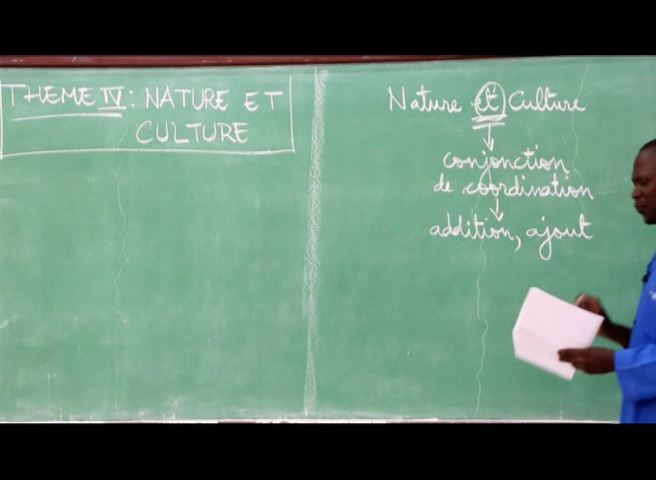 THEME IV : NATURE ET
CULTURE
Nature et Culture
conjonction
de coordination
addition, ajout